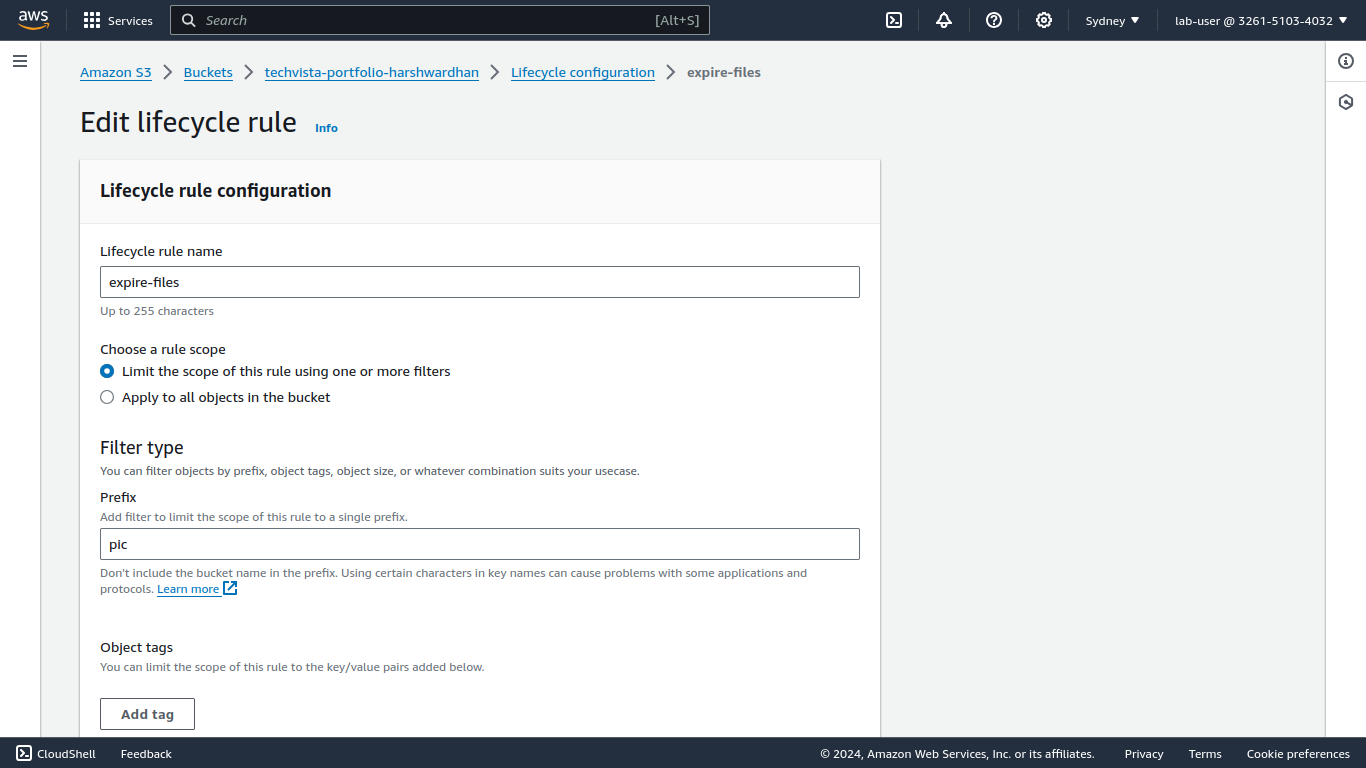 aws Services Search [Alt+S] Sydney lab-user @ 3261-5103-4032
Amazon S3 Buckets techvista-portfolio-harshwardhan Lifecycle configuration expire-files
Edit lifecycle rule Info
Lifecycle rule configuration
Lifecycle rule name
expire-files
Up to 255 characters
Choose a rule scope
Limit the scope of this rule using one or more filters
Apply to all objects in the bucket
Filter type
You can filter objects by prefix, object tags, object size, or whatever combination suits your usecase.
Prefix
Add filter to limit the scope of this rule to a single prefix.
pic
Don't include the bucket name in the prefix. Using certain characters in key names can cause problems with some applications and
protocols. Learn more
Object tags
You can limit the scope of this rule to the key/value pairs added below.
Add tag
CloudShell Feedback © 2024, Amazon Web Services, Inc. or its affiliates. Privacy Terms Cookie preferences